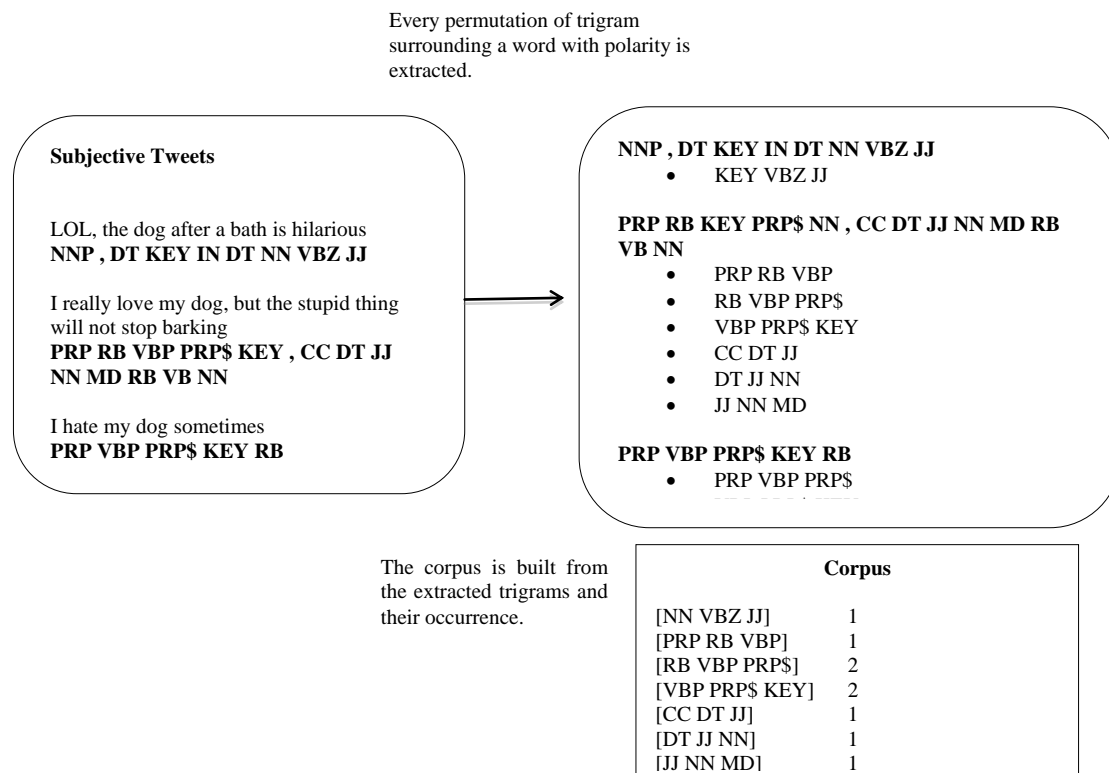 Every permutation of trigram
surrounding a word with polarity is
extracted.
Subjective Tweets
LOL, the dog after a bath is hilarious
NNP , DT KEY IN DT NN VBZ JJ
I really love my dog, but the stupid thing
will not stop barking
PRP RB VBP PRP$ KEY , CC DT JJ
NN MD RB VB NN
I hate my dog sometimes
PRP VBP PRP$ KEY RB
NNP , DT KEY IN DT NN VBZ JJ
• KEY VBZ JJ
PRP RB KEY PRP$ NN , CC DT JJ NN MD RB
VB NN
• PRP RB VBP
• RB VBP PRP$
• VBP PRP$ KEY
• CC DT JJ
• DT JJ NN
• JJ NN MD
PRP VBP PRP$ KEY RB
• PRP VBP PRP$
The corpus is built from
the extracted trigrams and
their occurrence.
Corpus
[NN VBZ JJ] 1
[PRP RB VBP] 1
[RB VBP PRP$] 2
[VBP PRP$ KEY] 2
[CC DT JJ] 1
[DT JJ NN] 1
[JJ NN MD] 1